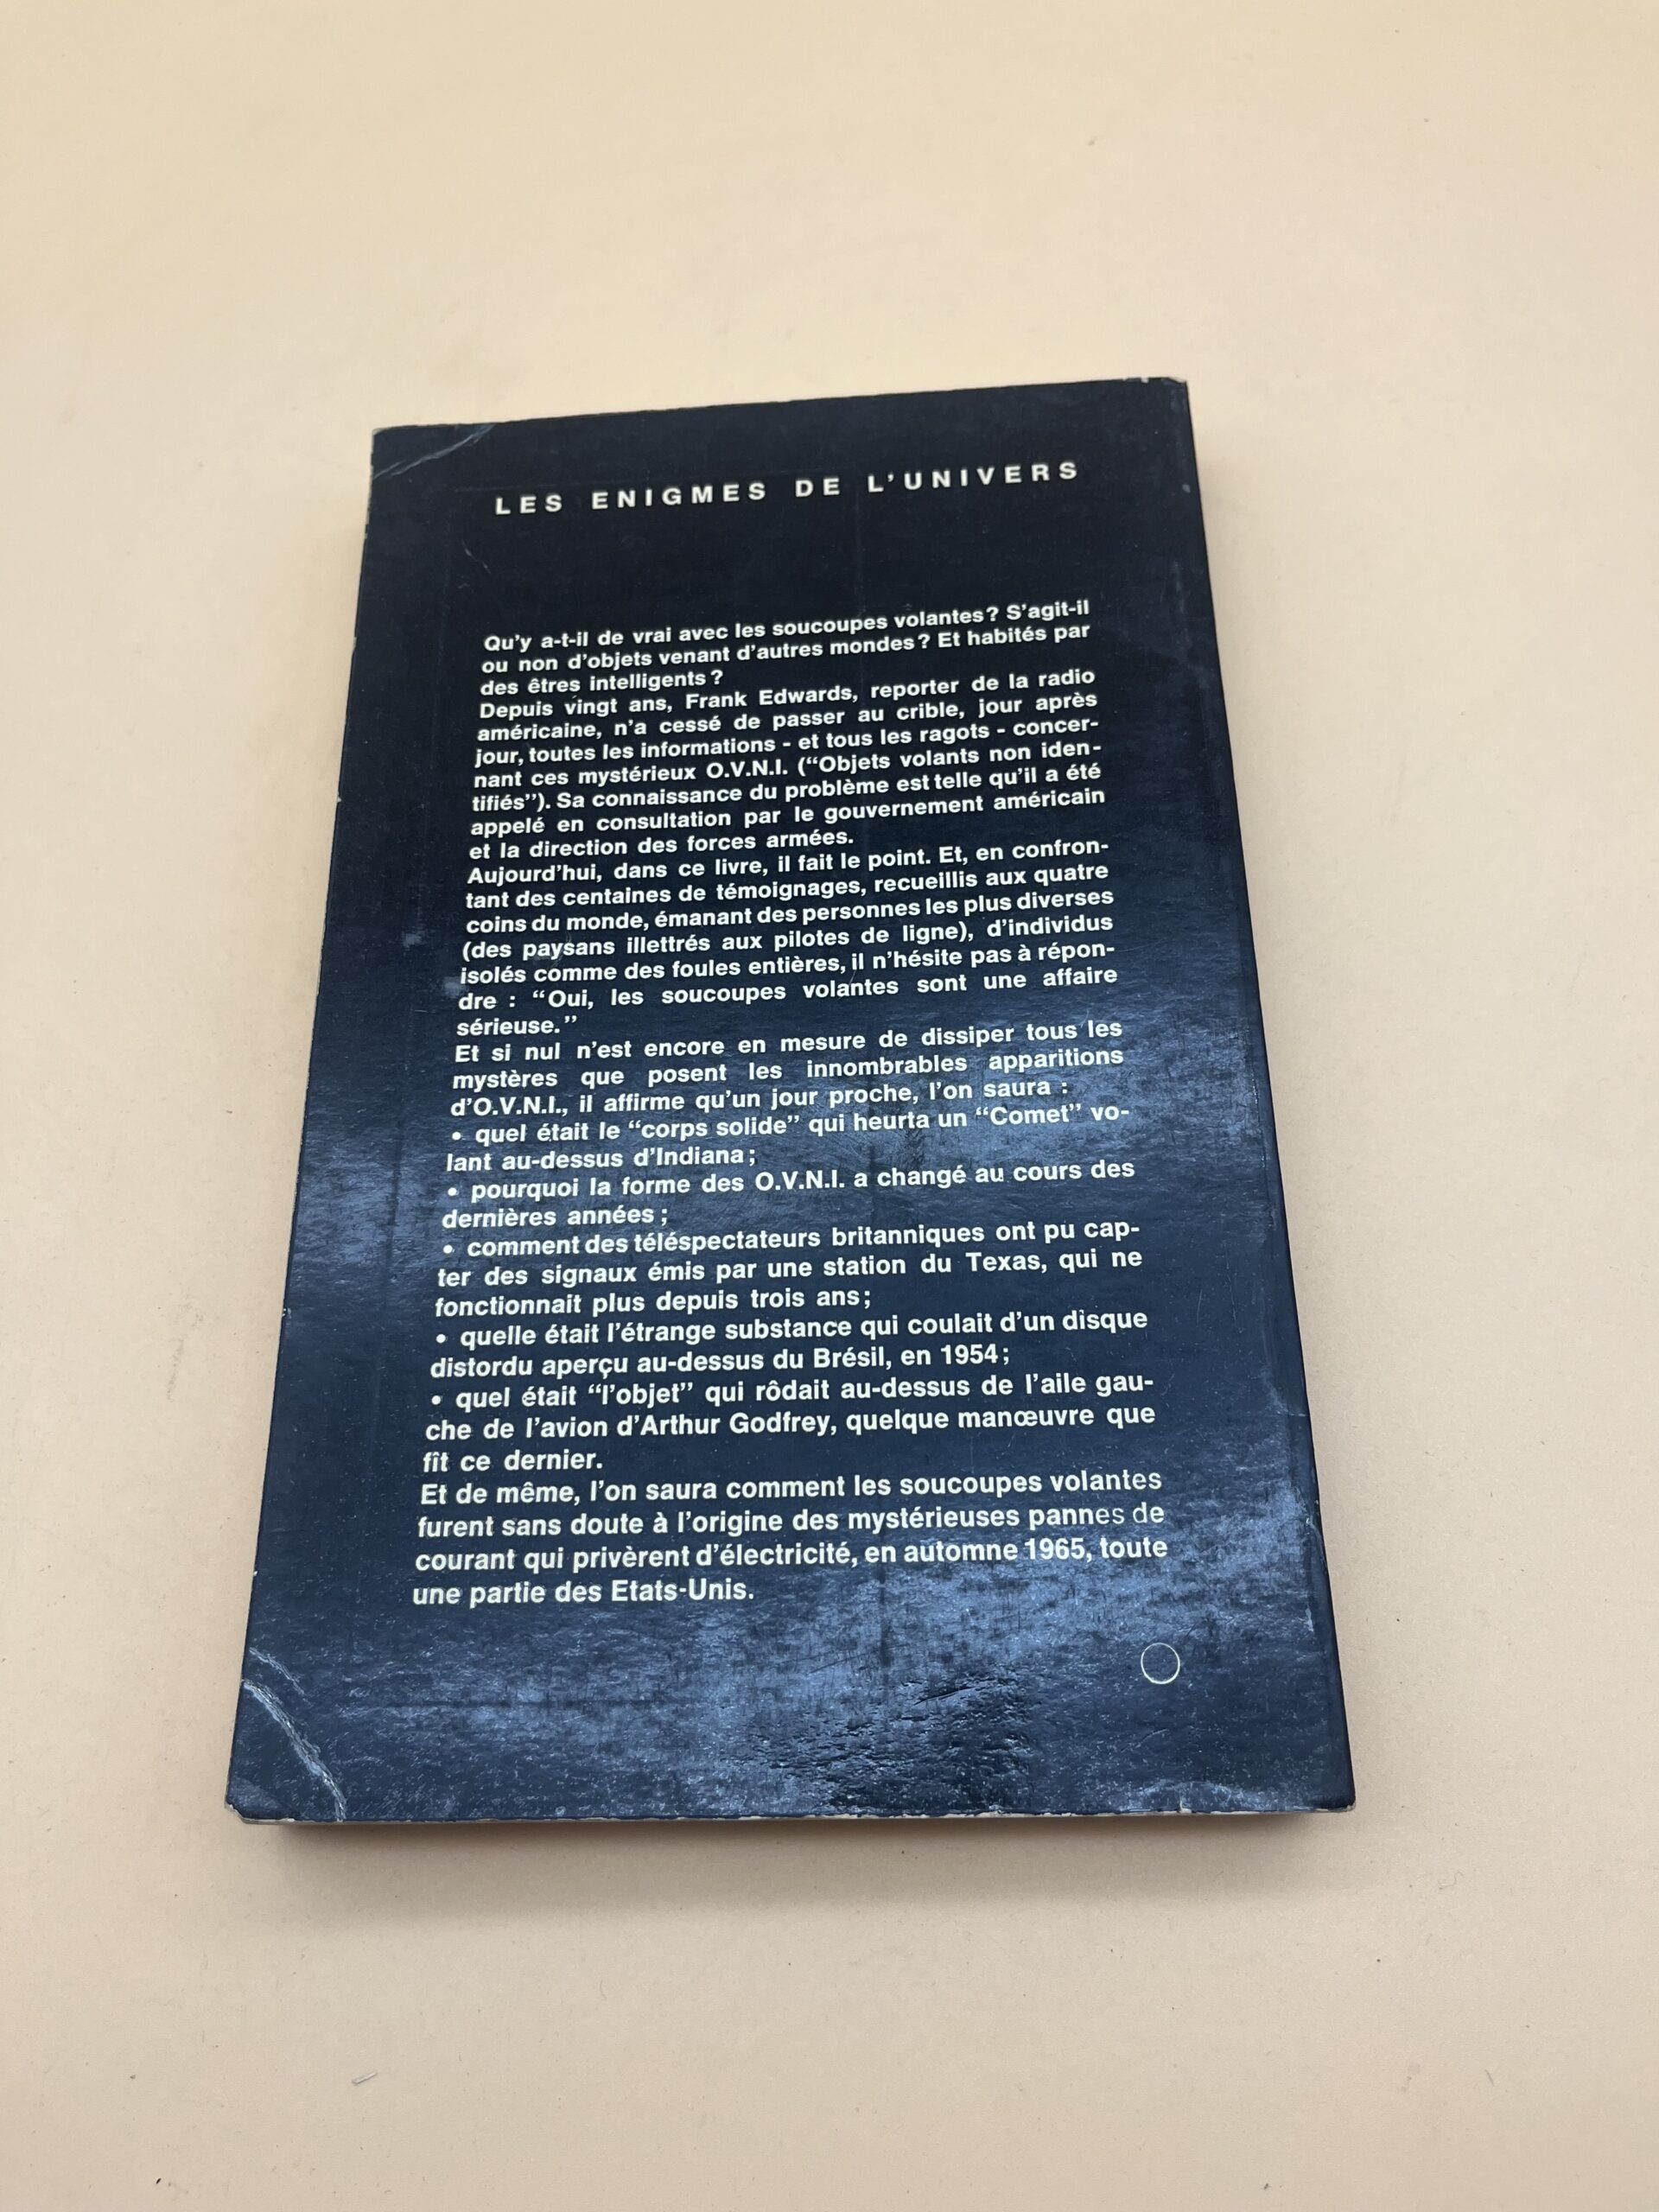 LES ENIGMES DE L'UNIVERS
Qu'y a-t-il de vrai avec les soucoupes volantes ? S'agit-il
ou non d'objets venant d'autres mondes ? Et habités par
des êtres intelligents ?
Depuis vingt ans, Frank Edwards, reporter de la radio
américaine, n'a cessé de passer au crible, jour après
jour, toutes les informations - et tous les ragots - concer-
nant ces mystérieux O.V.N.I. (“Objets volants non iden-
tifiés”). Sa connaissance du problème est telle qu'il a été
appelé en consultation par le gouvernement américain
et la direction des forces armées.
Aujourd'hui, dans ce livre, il fait le point. Et, en confron-
tant des centaines de témoignages, recueillis aux quatre
coins du monde, émanant des personnes les plus diverses
(des paysans illettrés aux pilotes de ligne), d'individus
isolés comme des foules entières, il n'hésite pas à répon-
dre : “Oui, les soucoupes volantes sont une affaire
sérieuse.”
Et si nul n'est encore en mesure de dissiper tous les
mystères que posent les innombrables apparitions
d'O.V.N.I., il affirme qu'un jour proche, l'on saura :
• quel était le “corps solide” qui heurta un “Comet” vo-
lant au-dessus d'Indiana ;
• pourquoi la forme des O.V.N.I. a changé au cours des
dernières années ;
• comment des téléspectateurs britanniques ont pu cap-
ter des signaux émis par une station du Texas, qui ne
fonctionnait plus depuis trois ans ;
• quelle était l'étrange substance qui coulait d'un disque
distordu aperçu au-dessus du Brésil, en 1954 ;
• quel était “l'objet” qui rôdait au-dessus de l'aile gau-
che de l'avion d'Arthur Godfrey, quelque manœuvre que
fît ce dernier.
Et de même, l'on saura comment les soucoupes volantes
furent sans doute à l'origine des mystérieuses pannes de
courant qui privèrent d'électricité, en automne 1965, toute
une partie des Etats-Unis.